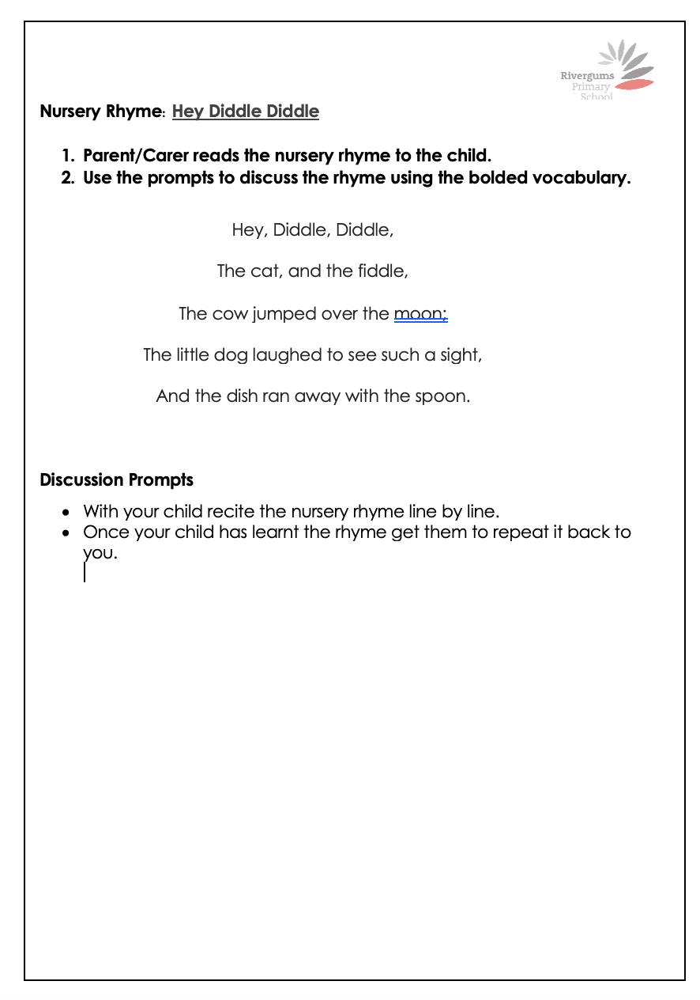 Rivergums
Primary
School
Nursery Rhyme: Hey Diddle Diddle
1. Parent/Carer reads the nursery rhyme to the child.
2. Use the prompts to discuss the rhyme using the bolded vocabulary.
Hey, Diddle, Diddle,
The cat, and the fiddle,
The cow jumped over the moon;
The little dog laughed to see such a sight,
And the dish ran away with the spoon.
Discussion Prompts
• With your child recite the nursery rhyme line by line.
• Once your child has learnt the rhyme get them to repeat it back to
you.